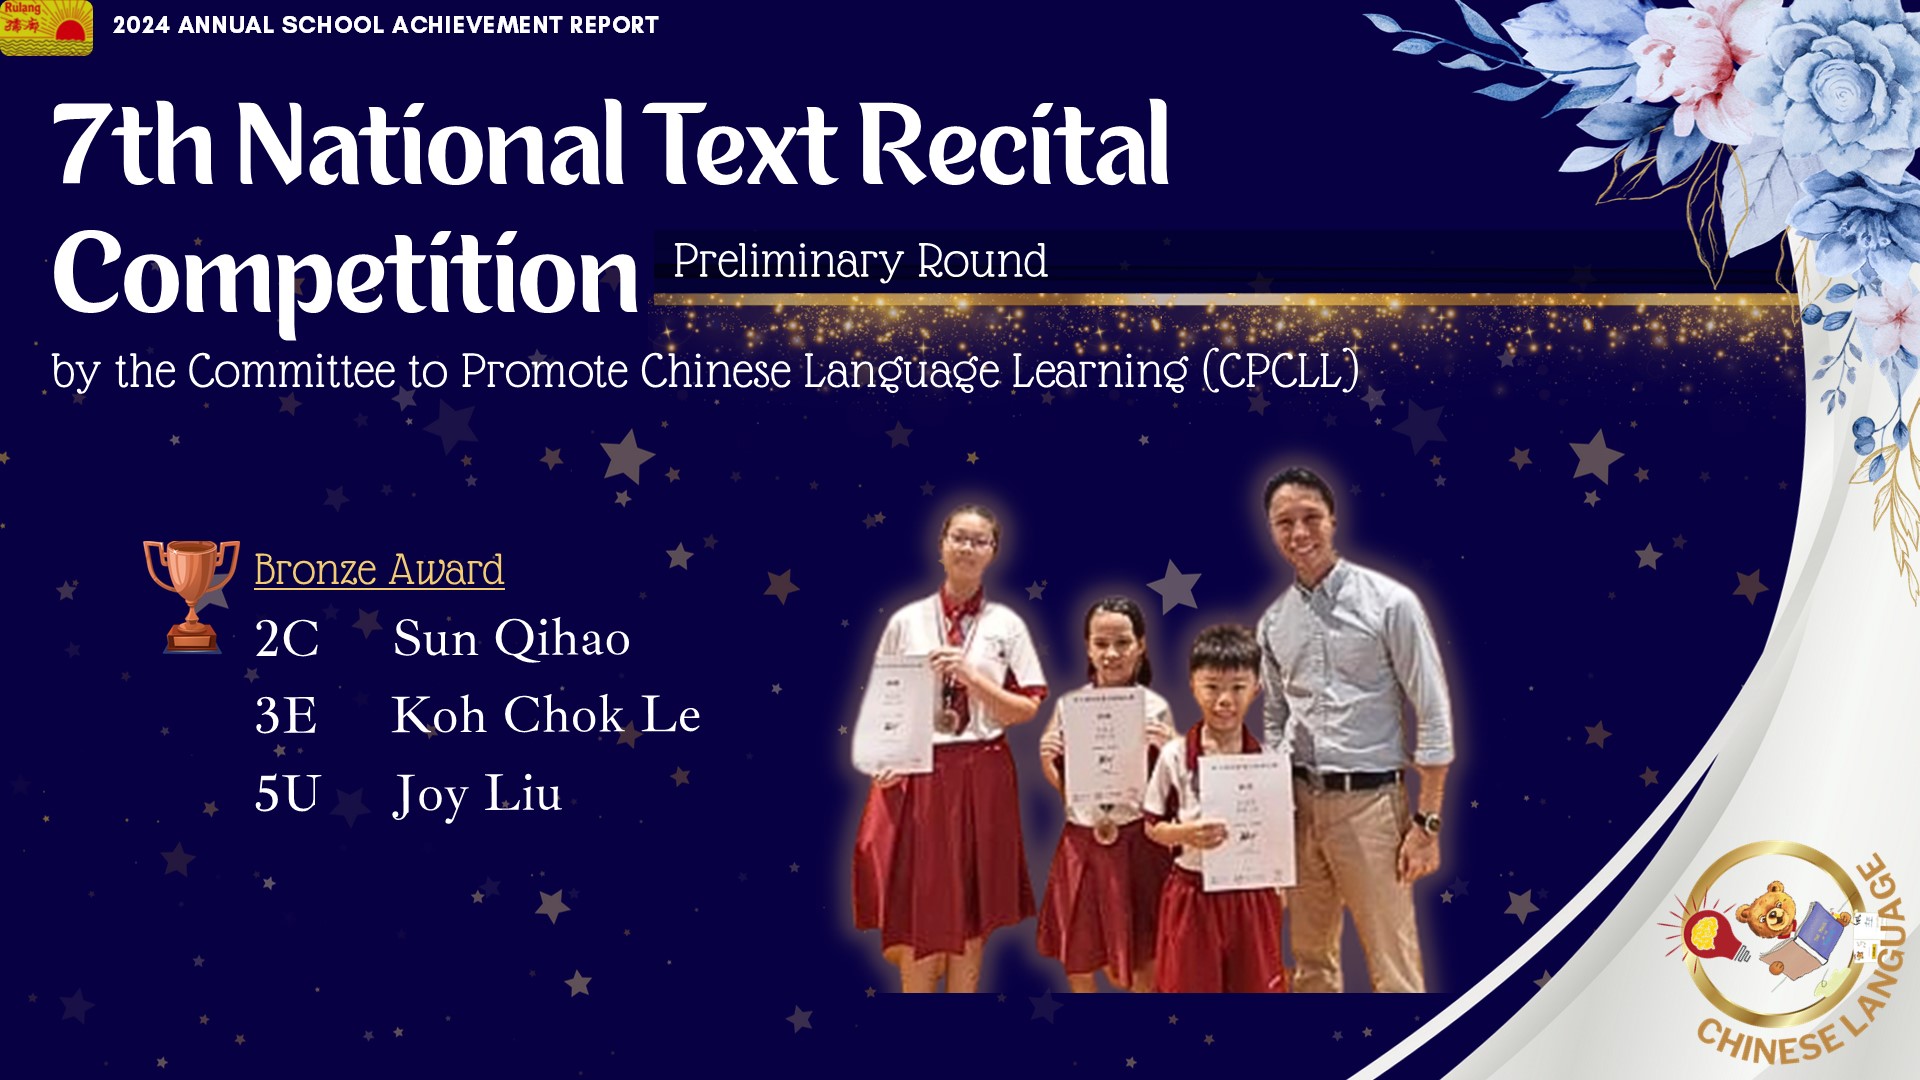 Rulang
2024 ANNUAL SCHOOL ACHIEVEMENT REPORT
7th National Text Recital
Competition
Preliminary Round
by the Committee to Promote Chinese Language Learning (CPCLL)
Bronze Award
2C Sun Qihao
3E Koh Chok Le
5U Joy Liu
CHINESE LANGUAGE